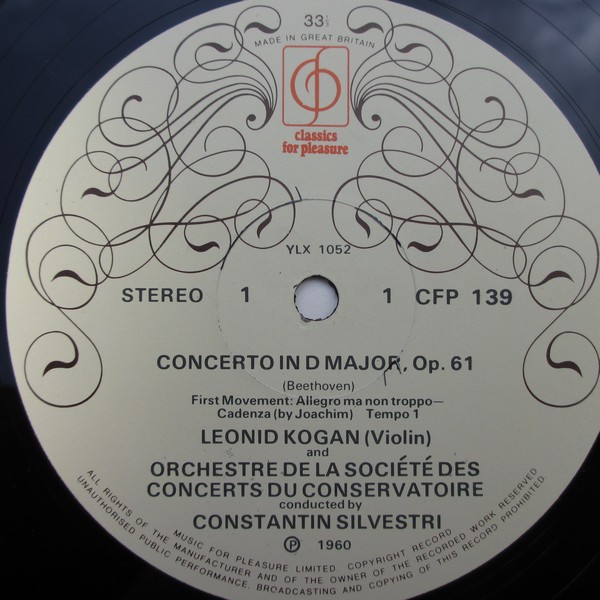 33⅓
MADE IN GREAT BRITAIN
classics
for pleasure
YLX 1052
STEREO 1 1 CFP 139
CONCERTO IN D MAJOR, Op. 61
(Beethoven)
First Movement: Allegro ma non troppo—
Cadenza (by Joachim) Tempo 1
LEONID KOGAN (Violin)
and
ORCHESTRE DE LA SOCIÉTÉ DES
CONCERTS DU CONSERVATOIRE
conducted by
CONSTANTIN SILVESTRI
℗ 1960
MUSIC FOR PLEASURE LIMITED. COPYRIGHT RECORD
ALL RIGHTS OF THE MANUFACTURER AND OF THE OWNER OF THE RECORDED WORK RESERVED
UNAUTHORISED PUBLIC PERFORMANCE, BROADCASTING AND COPYING OF THIS RECORD PROHIBITED